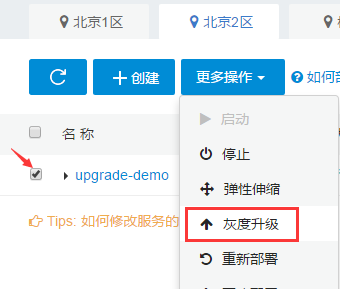 北京1区 北京2区
创建 更多操作 如何
启动
名 称 停止
upgrade-demo 弹性伸缩
Tips: 如何修改服务的 灰度升级
重新部署